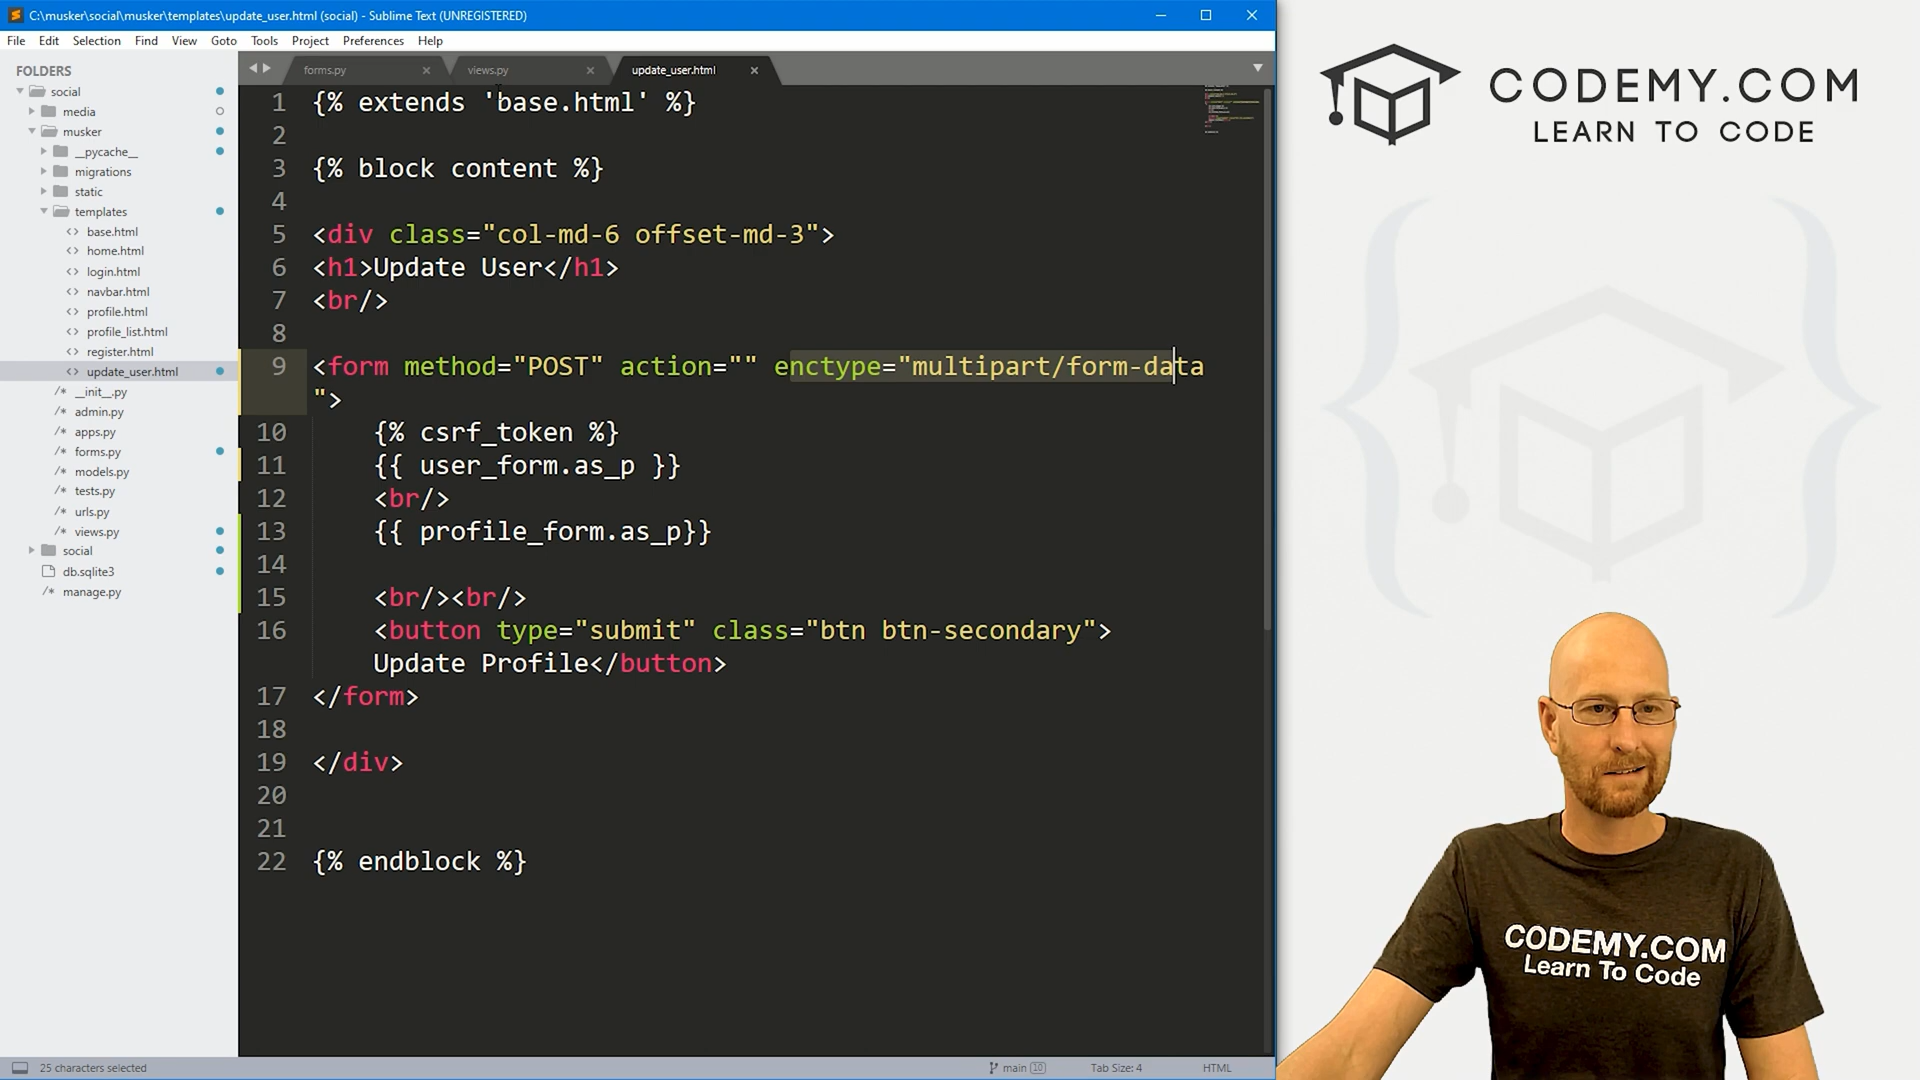 C:\musker\social\musker\templates\update_user.html (social) - Sublime Text (UNREGISTERED)
File Edit Selection Find View Goto Tools Project Preferences Help
FOLDERS
social
media
musker
__pycache__
migrations
static
templates
base.html
home.html
login.html
navbar.html
profile.html
profile_list.html
register.html
update_user.html
__init__.py
admin.py
apps.py
forms.py
models.py
tests.py
urls.py
views.py
social
db.sqlite3
manage.py
forms.py views.py update_user.html
1 {% extends 'base.html' %}
2
3 {% block content %}
4
5 <div class="col-md-6 offset-md-3">
6 <h1>Update User</h1>
7 <br/>
8
9 <form method="POST" action="" enctype="multipart/form-data
">
10 {% csrf_token %}
11 {{ user_form.as_p }}
12 <br/>
13 {{ profile_form.as_p}}
14
15 <br/><br/>
16 <button type="submit" class="btn btn-secondary">
Update Profile</button>
17 </form>
18
19 </div>
20
21
22 {% endblock %}
25 characters selected main 10 Tab Size: 4 HTML
CODEMY.COM
LEARN TO CODE
CODEMY.COM
Learn To Code